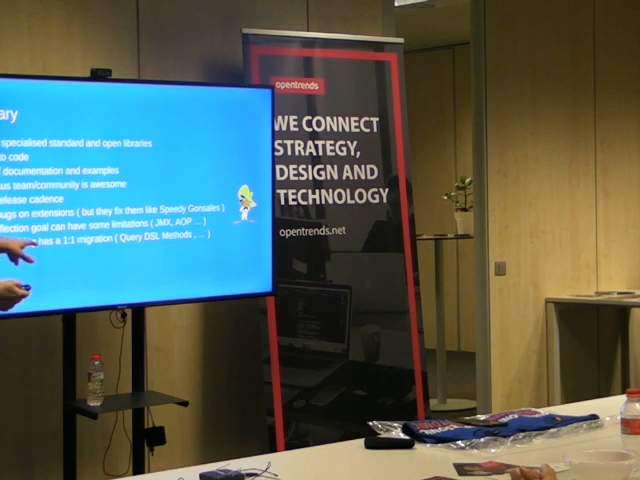 ary
specialised standard and open libraries
to code
documentation and examples
us team/community is awesome
elease cadence
ugs on extensions ( but they fix them like Speedy Gonsales )
flection goal can have some limitations ( JMX, AOP ... )
has a 1:1 migration ( Query DSL Methods , ... )
opentrends
WE CONNECT
STRATEGY,
DESIGN AND
TECHNOLOGY
opentrends.net